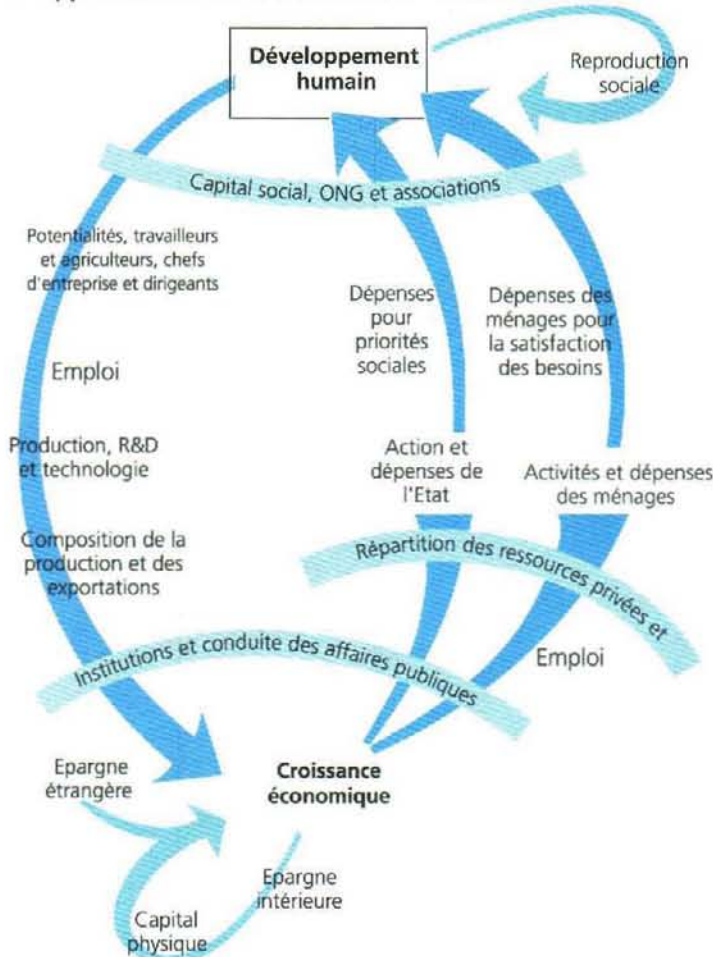 Développement
humain
Reproduction
sociale
Capital social, ONG et associations
Potentialités, travailleurs
et agriculteurs, chefs
d'entreprise et dirigeants
Dépenses
pour
priorités
sociales
Dépenses des
ménages pour
la satisfaction
des besoins
Emploi
Production, R&D
et technologie
Action et
dépenses de
l'Etat
Activités et dépenses
des ménages
Composition de la
production et des
exportations
Répartition des ressources privées et
Institutions et conduite des affaires publiques
Emploi
Epargne
étrangère
Croissance
économique
Epargne
intérieure
Capital
physique